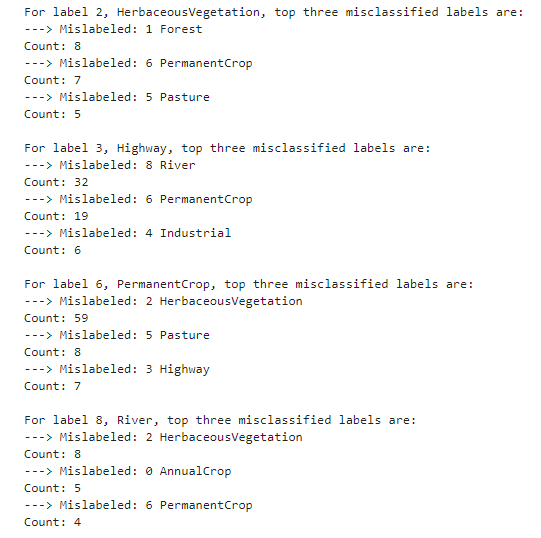 For label 2, HerbaceousVegetation, top three misclassified labels are:
---> Mislabeled: 1 Forest
Count: 8
---> Mislabeled: 6 PermanentCrop
Count: 7
---> Mislabeled: 5 Pasture
Count: 5
For label 3, Highway, top three misclassified labels are:
---> Mislabeled: 8 River
Count: 32
---> Mislabeled: 6 PermanentCrop
Count: 19
---> Mislabeled: 4 Industrial
Count: 6
For label 6, PermanentCrop, top three misclassified labels are:
---> Mislabeled: 2 HerbaceousVegetation
Count: 59
---> Mislabeled: 5 Pasture
Count: 8
---> Mislabeled: 3 Highway
Count: 7
For label 8, River, top three misclassified labels are:
---> Mislabeled: 2 HerbaceousVegetation
Count: 8
---> Mislabeled: 0 AnnualCrop
Count: 5
---> Mislabeled: 6 PermanentCrop
Count: 4